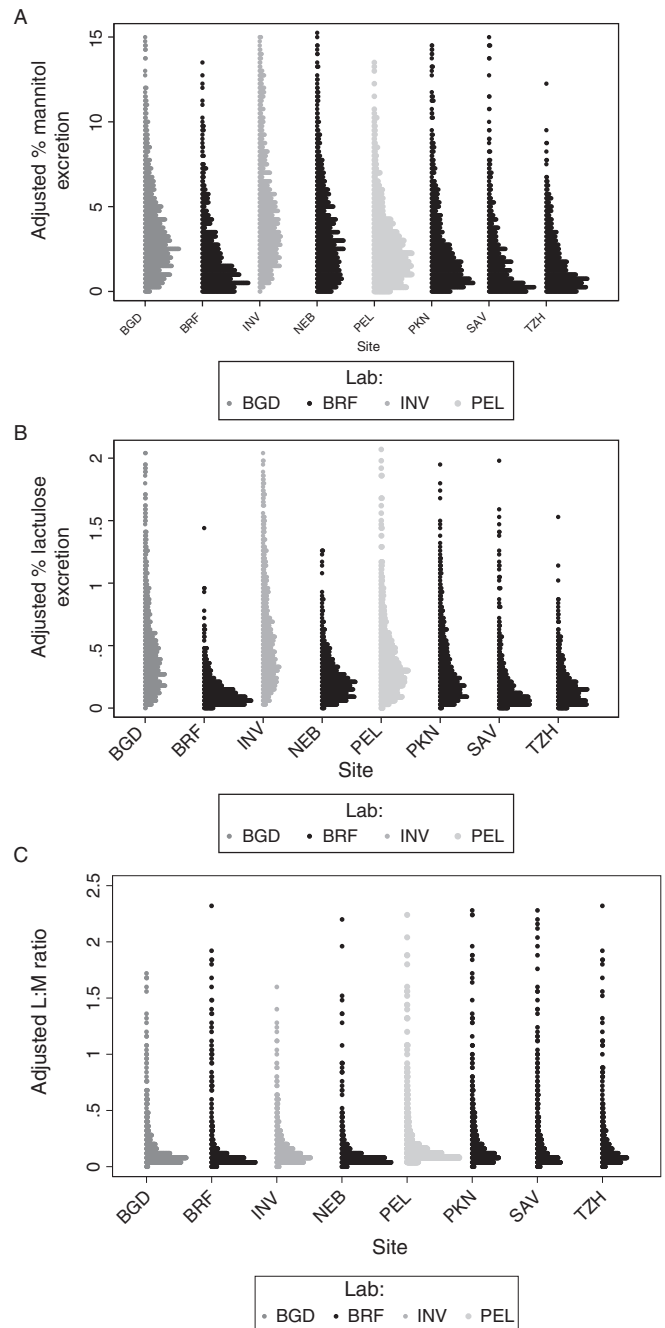 A
Adjusted % mannitol
excretion
15
10
5
0
BGD BRF INV NEB PEL PKN SAV TZH
Site
Lab:
BGD BRF INV PEL
B
Adjusted % lactulose
excretion
2
1.5
1
.5
0
BGD BRF INV NEB PEL PKN SAV TZH
Site
Lab:
BGD BRF INV PEL
C
Adjusted L:M ratio
2.5
2
1.5
1
.5
0
BGD BRF INV NEB PEL PKN SAV TZH
Site
Lab:
BGD BRF INV PEL